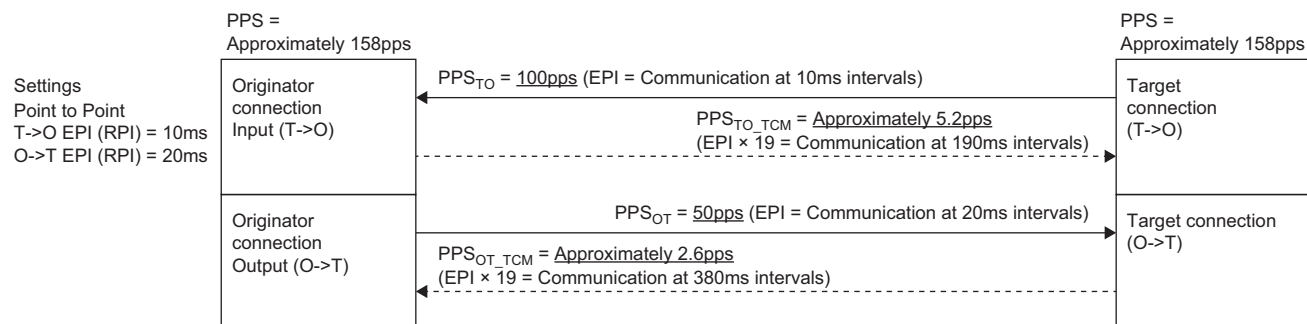 PPS =
Approximately 158pps
PPS =
Approximately 158pps
Settings
Point to Point
T->O EPI (RPI) = 10ms
O->T EPI (RPI) = 20ms
Originator
connection
Input (T->O)
PPSTO = 100pps (EPI = Communication at 10ms intervals)
PPSTO_TCM = Approximately 5.2pps
(EPI × 19 = Communication at 190ms intervals)
Target
connection
(T->O)
Originator
connection
Output (O->T)
PPSOT = 50pps (EPI = Communication at 20ms intervals)
PPSOT_TCM = Approximately 2.6pps
(EPI × 19 = Communication at 380ms intervals)
Target connection
(O->T)